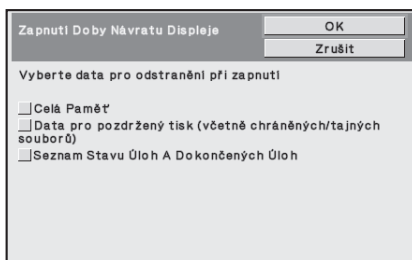 Zapnutí Doby Návratu Displeje
OK
Zrušit
Vyberte data pro odstranění při zapnutí
Celá Paměť
Data pro pozdržený tisk (včetně chráněných/tajných
souborů)
Seznam Stavu Úloh A Dokončených Úloh